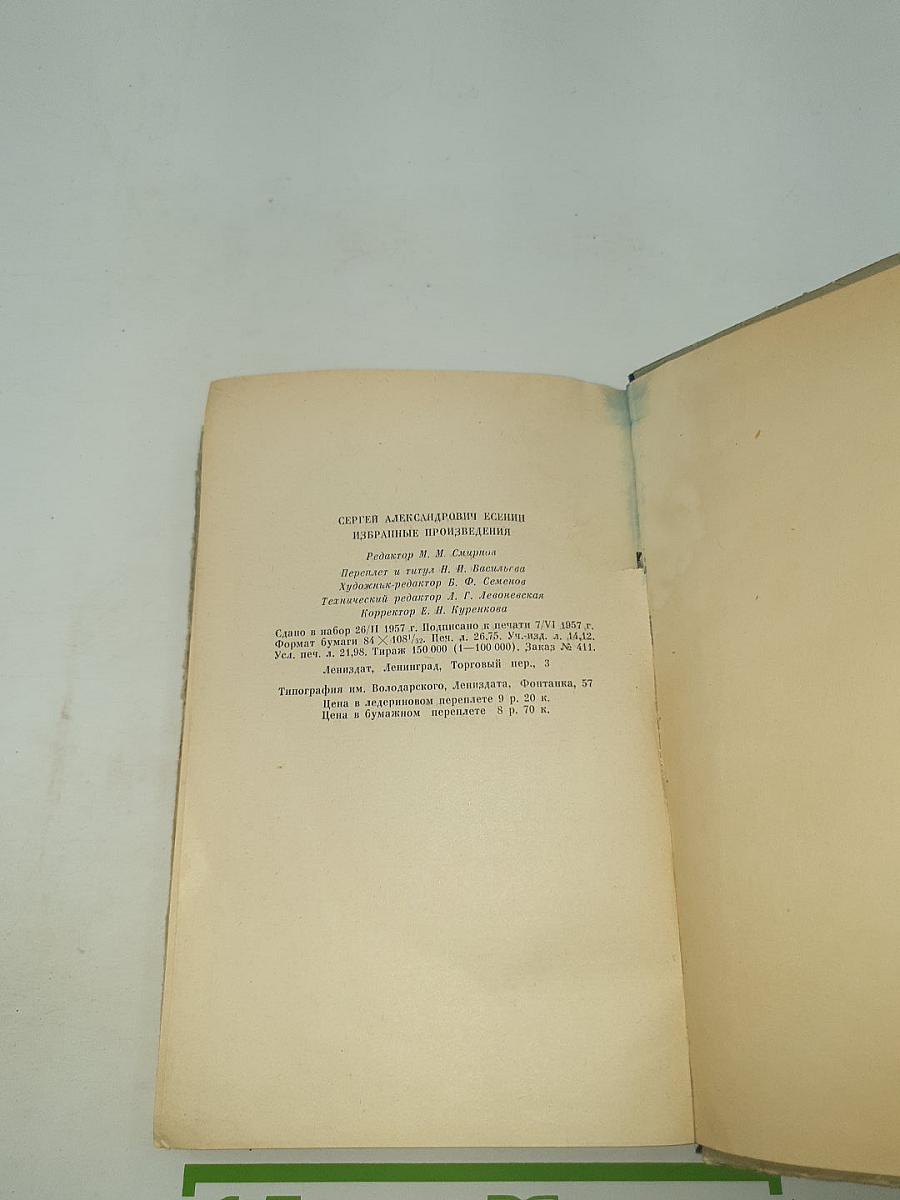 СЕРГЕЙ АЛЕКСАНДРОВИЧ ЕСЕНИН
ИЗБРАННЫЕ ПРОИЗВЕДЕНИЯ
Редактор М. М. Смирнов
Переплет и титул Н. И. Васильева
Художник-редактор Б. Ф. Семенов
Технический редактор Л. Г. Левоневская
Корректор Е. Н. Куренкова
Сдано в набор 26/II 1957 г. Подписано к печати 7/VI 1957 г.
Формат бумаги 84×108¹/₃₂. Печ. л. 26,75. Уч.-изд. л. 14,12.
Усл. печ. л. 21,98. Тираж 150 000 (1—100 000). Заказ № 411.
Лениздат, Ленинград, Торговый пер., 3
Типография им. Володарского, Лениздата, Фонтанка, 57
Цена в ледериновом переплете 9 р. 20 к.
Цена в бумажном переплете 8 р. 70 к.